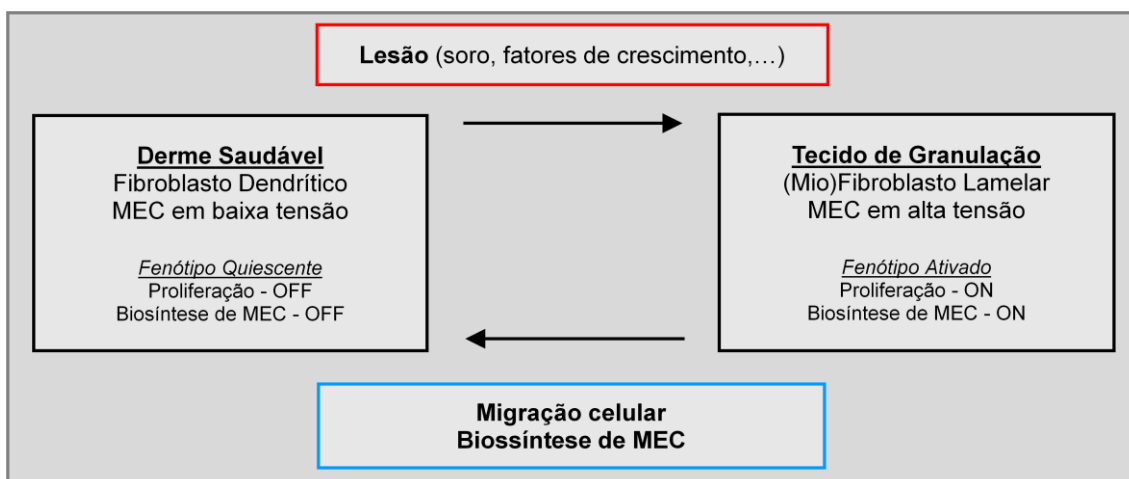 Lesão (soro, fatores de crescimento,...)
Derme Saudável
Fibroblasto Dendrítico
MEC em baixa tensão
Fenótipo Quiescente
Proliferação - OFF
Biosíntese de MEC - OFF
Tecido de Granulação
(Mio)Fibroblasto Lamelar
MEC em alta tensão
Fenótipo Ativado
Proliferação - ON
Biosíntese de MEC - ON
Migração celular
Biossíntese de MEC